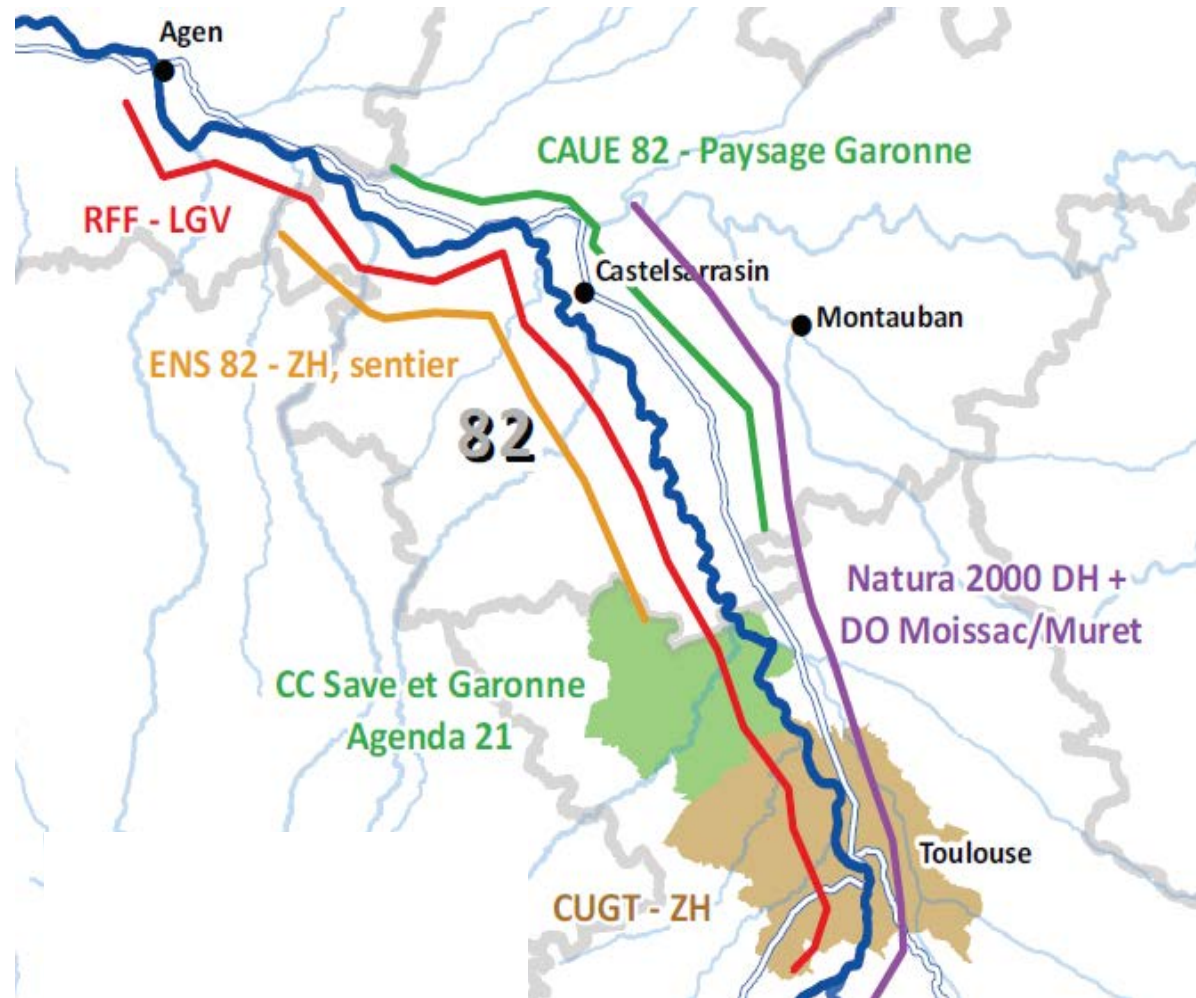 Agen
CAUE 82 - Paysage Garonne
RFF - LGV
Castelsarrasin
Montauban
ENS 82 - ZH, sentier
82
Natura 2000 DH +
DO Moissac/Muret
CC Save et Garonne
Agenda 21
Toulouse
CUGT - ZH